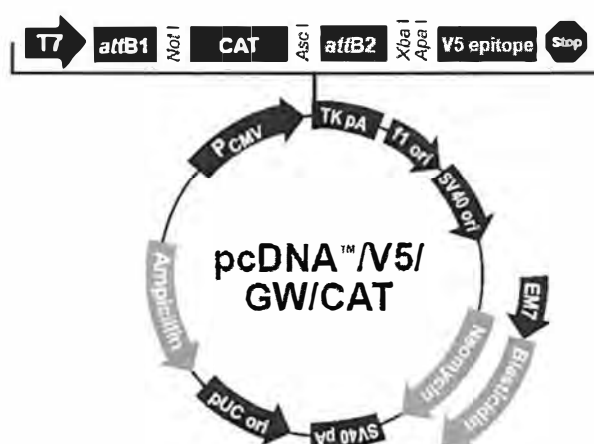 T7 attB1 Not I CAT Asc I attB2 Xba I Apa I V5 epitope Stop
PCMV
TK pA
f1 ori
SV40 ori
pcDNA™/V5/
GW/CAT
EM7
Ampicillin
Neomycin
Blasticidin
pUC ori
SV40 pA